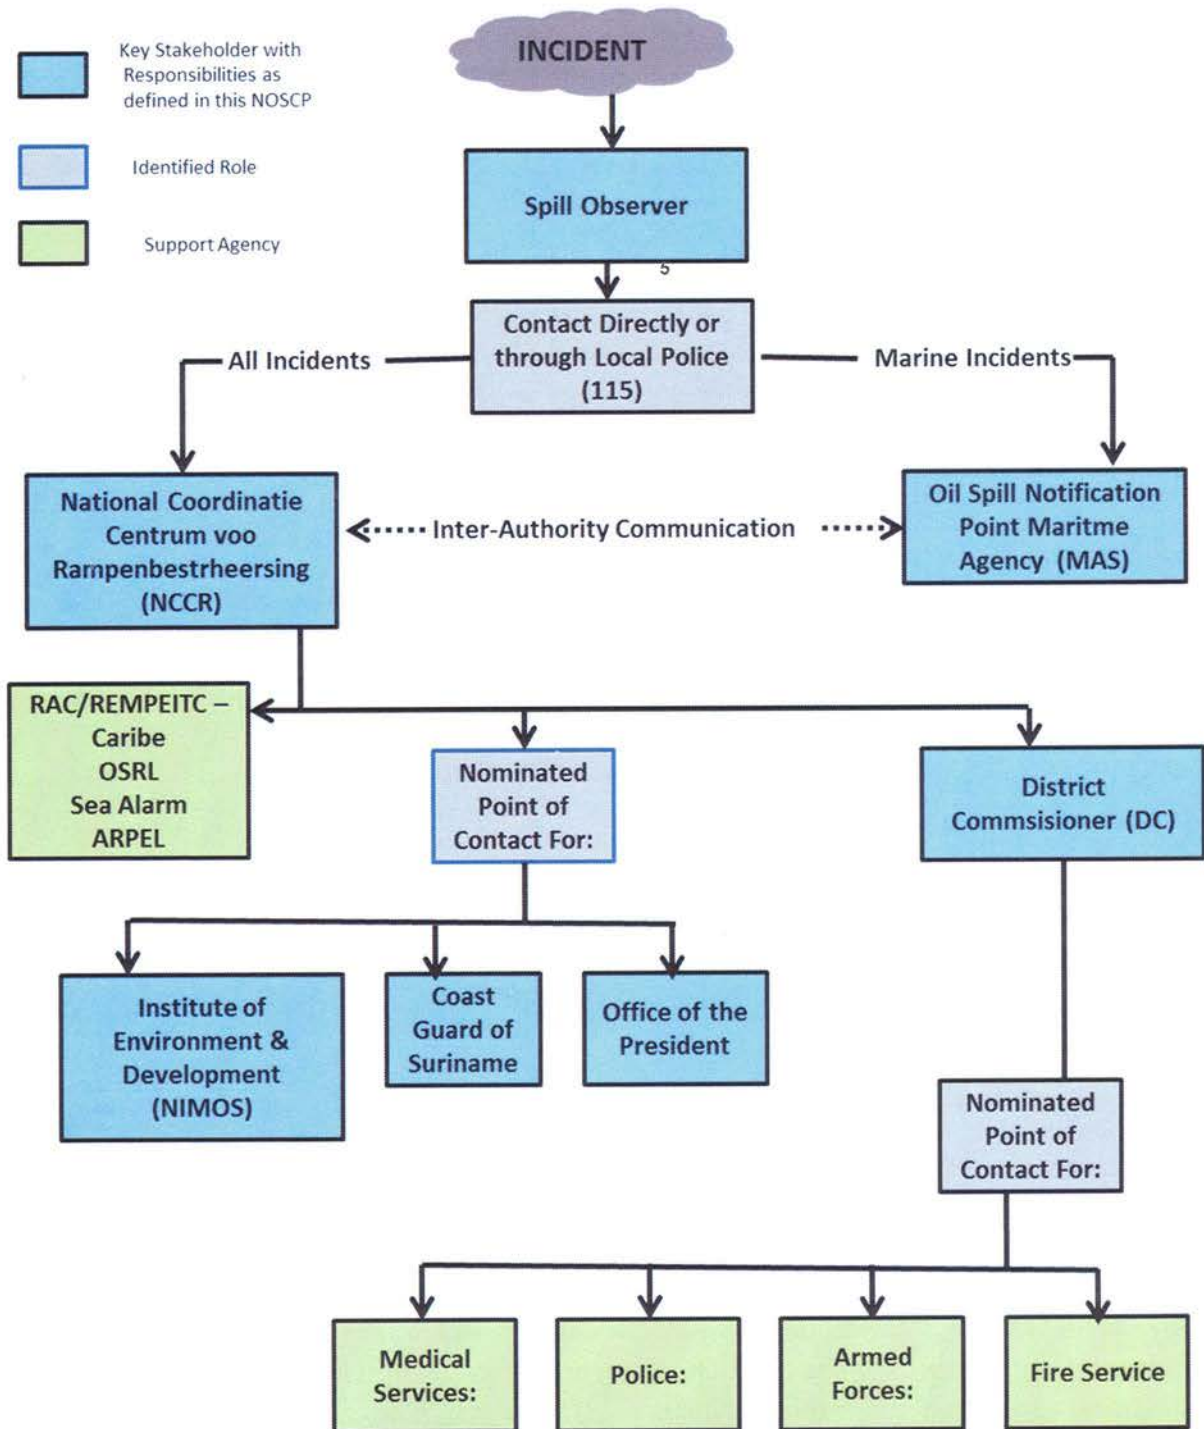 Key Stakeholder with
Responsibilities as
defined in this NOSCP
Identified Role
Support Agency
INCIDENT
Spill Observer
5
Contact Directly or
through Local Police
(115)
All Incidents
Marine Incidents
National Coordinatie
Centrum voo
Rampenbestrheersing
(NCCR)
Inter-Authority Communication
Oil Spill Notification
Point Maritme
Agency (MAS)
RAC/REMPEITC –
Caribe
OSRL
Sea Alarm
ARPEL
Nominated
Point of
Contact For:
District
Commsisioner (DC)
Institute of
Environment &
Development
(NIMOS)
Coast
Guard of
Suriname
Office of the
President
Nominated
Point of
Contact For:
Medical
Services:
Police:
Armed
Forces:
Fire Service